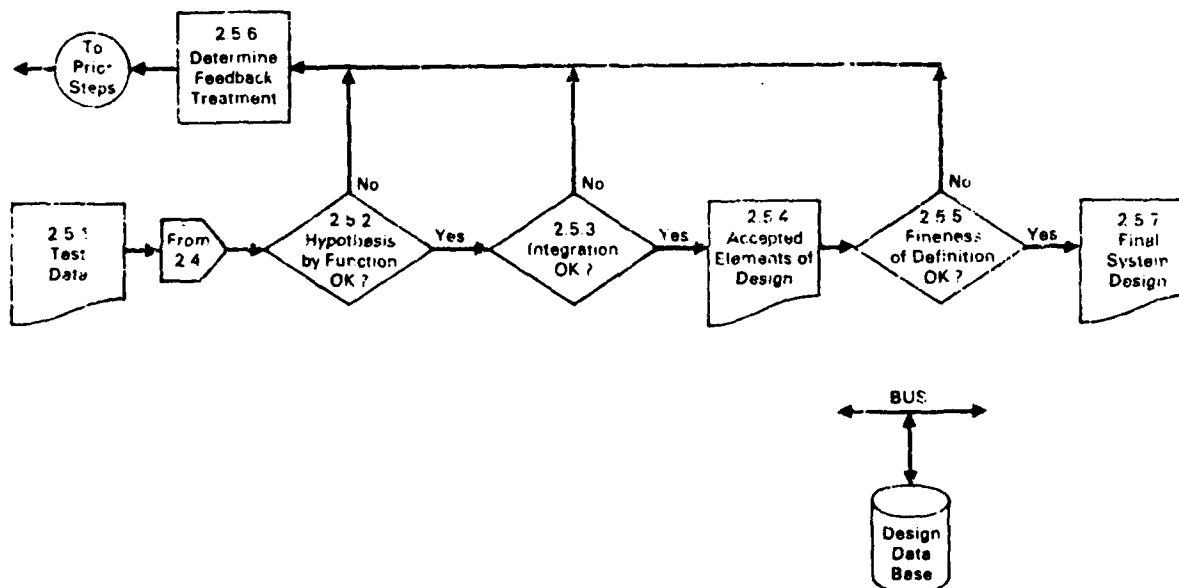 2.5.6
Determine
Feedback
Treatment
To
Prior
Steps
No
No
No
2.5.1
Test
Data
From
2.4
2.5.2
Hypothesis
by Function
OK ?
Yes
2.5.3
Integration
OK ?
Yes
2.5.4
Accepted
Elements of
Design
2.5.5
Fineness
of Definition
OK ?
Yes
2.5.7
Final
System
Design
BUS
Design
Data
Base